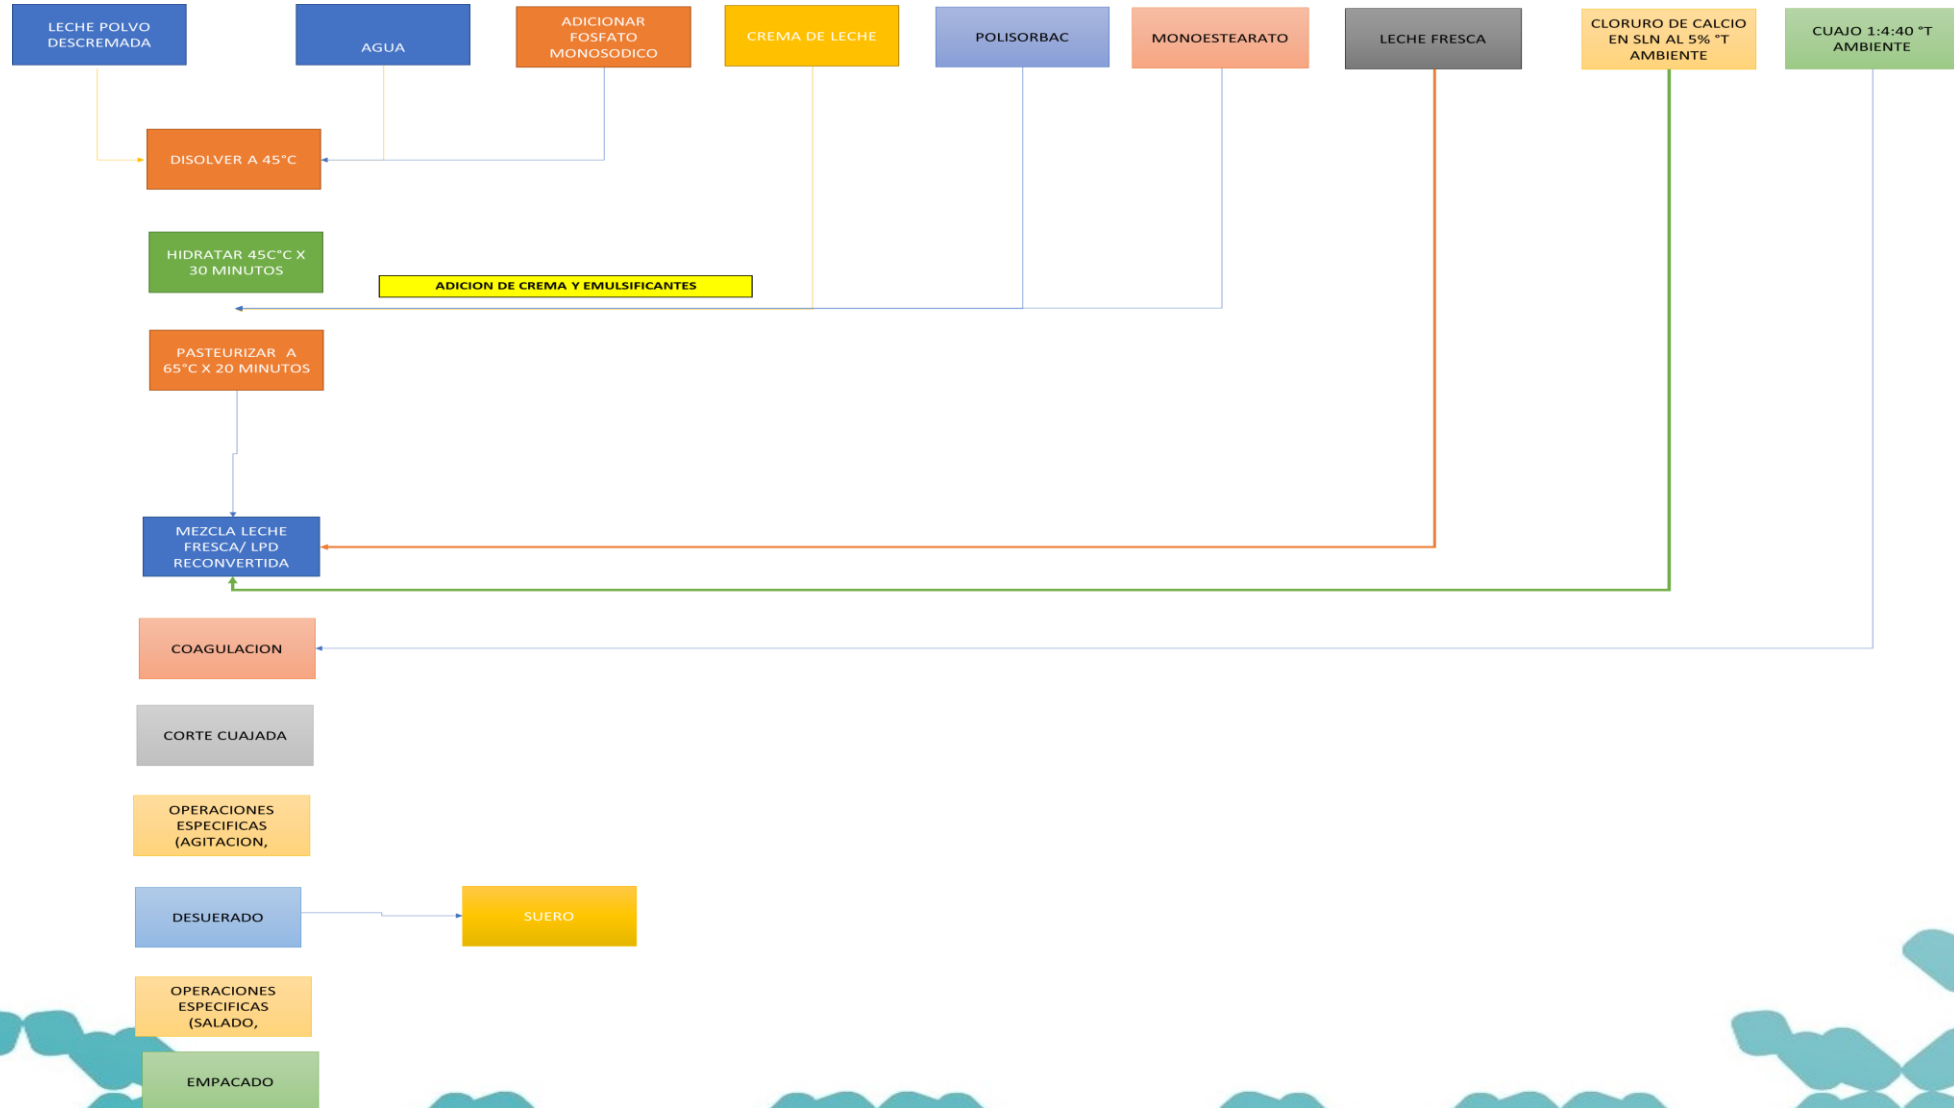 LECHE POLVO
DESCREMADA
AGUA
ADICIONAR
FOSFATO
MONOSODICO
CREMA DE LECHE
POLISORBAC
MONOESTEARATO
LECHE FRESCA
CLORURO DE CALCIO
EN SLN AL 5% °T
AMBIENTE
CUAJO 1:4:40 °T
AMBIENTE
DISOLVER A 45°C
HIDRATAR 45C°C X
30 MINUTOS
ADICION DE CREMA Y EMULSIFICANTES
PASTEURIZAR A
65°C X 20 MINUTOS
MEZCLA LECHE
FRESCA/ LPD
RECONVERTIDA
COAGULACION
CORTE CUAJADA
OPERACIONES
ESPECIFICAS
(AGITACION,
DESUERADO
SUERO
OPERACIONES
ESPECIFICAS
(SALADO,
EMPACADO